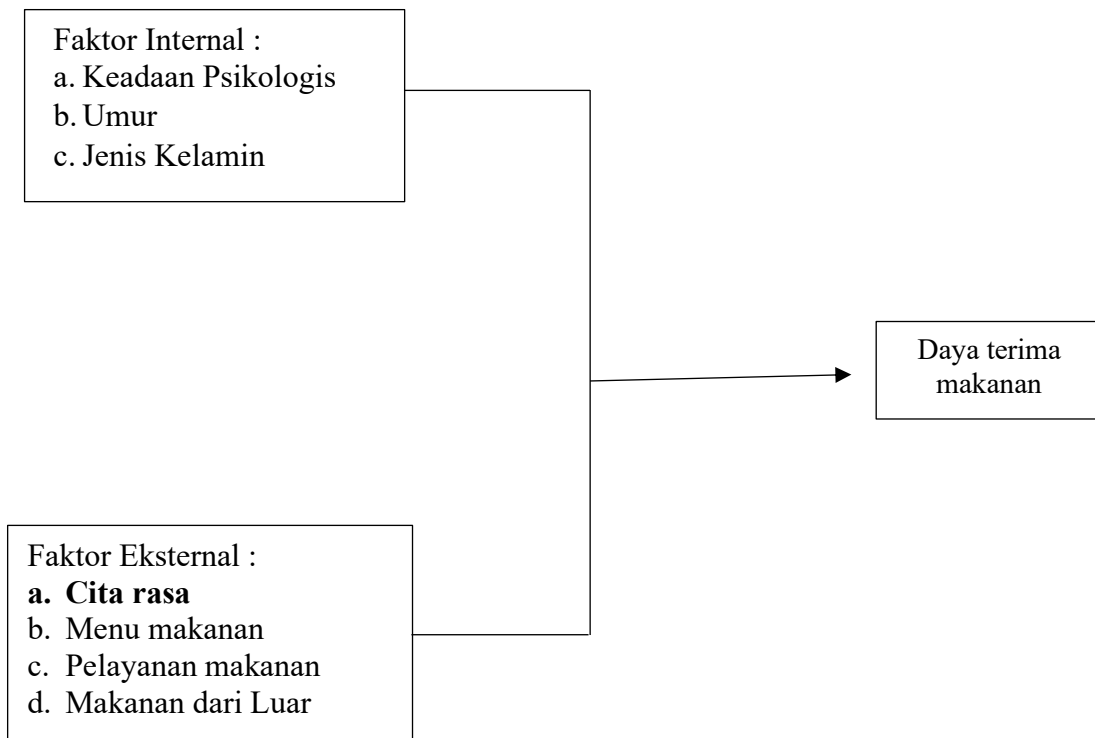 Faktor Internal :
a. Keadaan Psikologis
b. Umur
c. Jenis Kelamin
Daya terima
makanan
Faktor Eksternal :
a. Cita rasa
b. Menu makanan
c. Pelayanan makanan
d. Makanan dari Luar